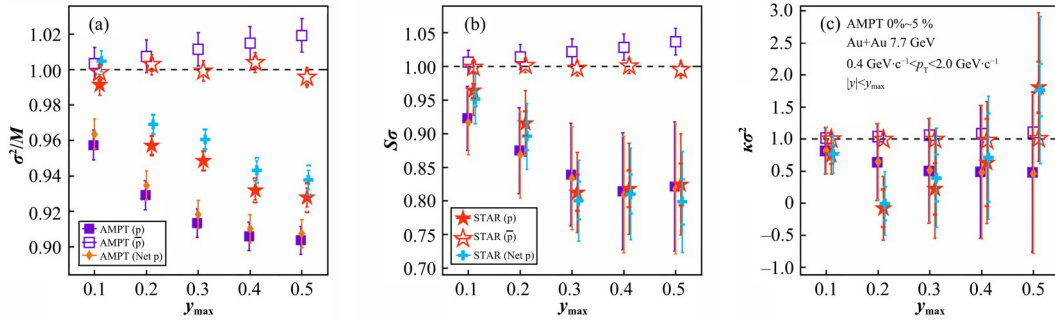 (a)
1.02
1.00
0.98
0.96
0.94
0.92
0.90
σ²/M
AMPT (p)
AMPT (p̅)
AMPT (Net p)
0.1 0.2 0.3 0.4 0.5
y_max
(b)
1.05
1.00
0.95
0.90
0.85
0.80
0.75
0.70
Sσ
STAR (p)
STAR (p̅)
STAR (Net p)
0.1 0.2 0.3 0.4 0.5
y_max
(c)
3.0
2.5
2.0
1.5
1.0
0.5
0
−0.5
−1.0
κσ²
AMPT 0%~5 %
Au+Au 7.7 GeV
0.4 GeV·c⁻¹<p_T<2.0 GeV·c⁻¹
|y|<y_max
0.1 0.2 0.3 0.4 0.5
y_max